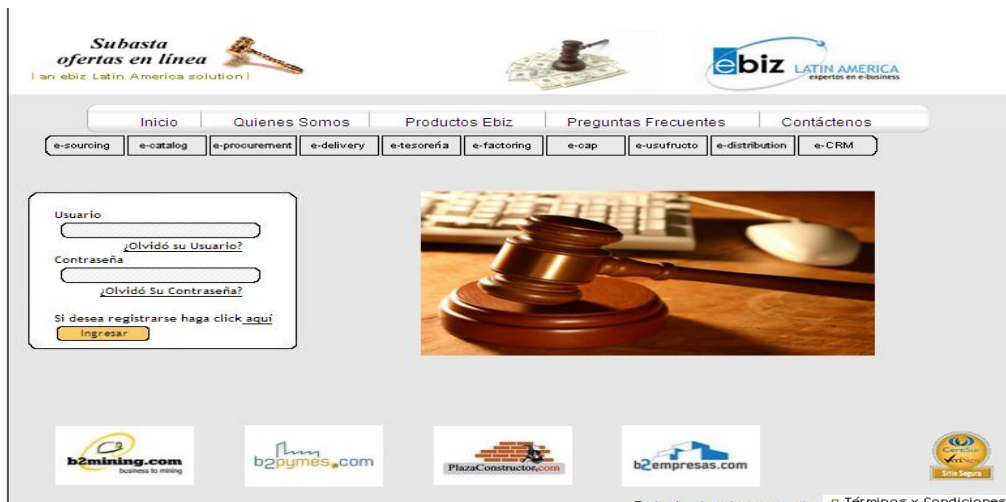 Subasta
ofertas en línea
| an ebiz Latin America solution |
ebiz LATIN AMERICA
expertos en e-business
Inicio | Quienes Somos | Productos Ebiz | Preguntas Frecuentes | Contáctenos
e-sourcing e-catalog e-procurement e-delivery e-tesorería e-factoring e-cap e-usufructo e-distribution e-CRM
Usuario
¿Olvidó su Usuario?
Contraseña
¿Olvidó Su Contraseña?
Si desea registrarse haga click aquí
Ingresar
b2mining.com
business to mining
b2pymes.com
PlazaConstructor.com
b2empresas.com
CertiSur
VeriSign
Sitio Seguro
Términos y Condiciones